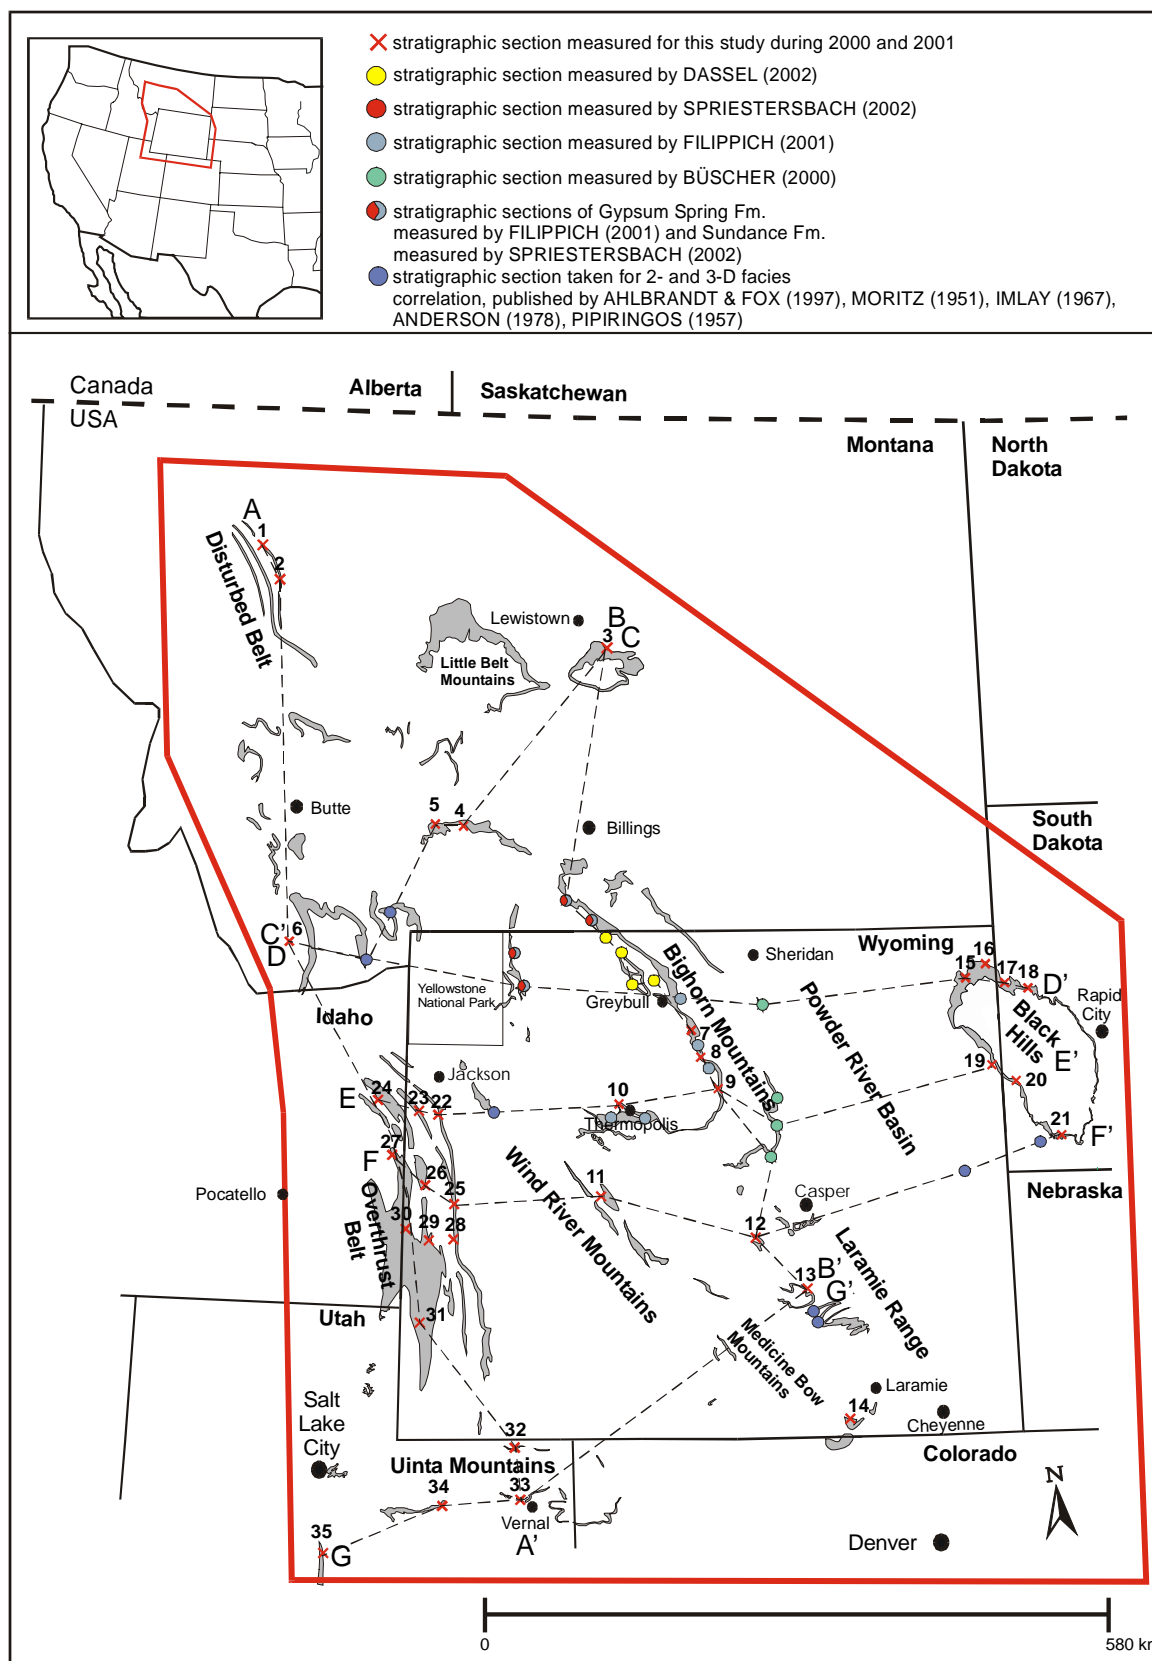 stratigraphic section measured for this study during 2000 and 2001
stratigraphic section measured by DASSEL (2002)
stratigraphic section measured by SPRIESTERSBACH (2002)
stratigraphic section measured by FILIPPICH (2001)
stratigraphic section measured by BÜSCHER (2000)
stratigraphic sections of Gypsum Spring Fm.
measured by FILIPPICH (2001) and Sundance Fm.
measured by SPRIESTERSBACH (2002)
stratigraphic section taken for 2- and 3-D facies
correlation, published by AHLBRANDT & FOX (1997), MORITZ (1951), IMLAY (1967),
ANDERSON (1978), PIPIRINGOS (1957)
Canada
USA
Alberta
Saskatchewan
Montana
North
Dakota
A
1
2
Disturbed Belt
Lewistown
B
3
C
Little Belt
Mountains
Butte
5
4
Billings
South
Dakota
C'
6
D
Wyoming
16
15
17
18
D'
Sheridan
Bighorn Mountains
Yellowstone
National Park
Greybull
Idaho
Powder River Basin
Black
Hills
Rapid
City
7
8
9
E'
19
20
Jackson
E
24
23
22
10
Thermopolis
21
F'
27
F
26
25
11
Wind River Mountains
Casper
Nebraska
Pocatello
Overthrust
Belt
30
29
28
12
13
B'
G'
Laramie Range
Utah
31
Medicine Bow
Mountains
Laramie
14
Cheyenne
Salt
Lake
City
32
Colorado
Uinta Mountains
34
33
Vernal
A'
N
35
G
Denver
0
580 km